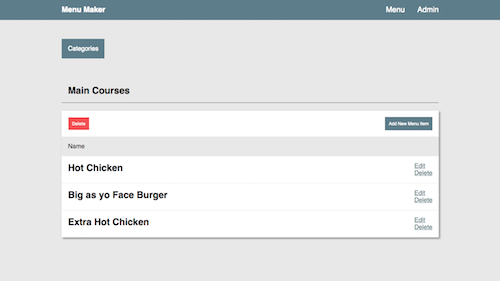 Menu Maker Menu Admin
Categories
Main Courses
Delete Add New Menu Item
Name
Hot Chicken Edit
Delete
Big as yo Face Burger Edit
Delete
Extra Hot Chicken Edit
Delete